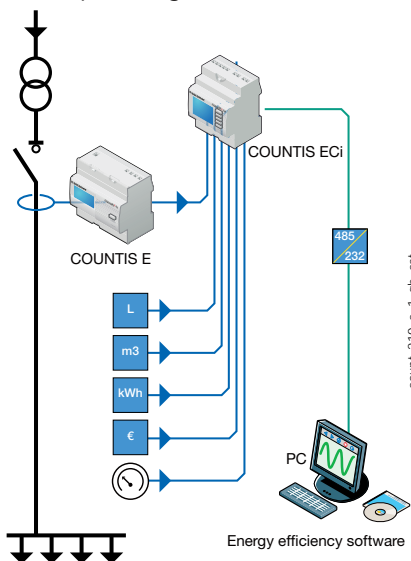 COUNTIS ECi
COUNTIS E
485
232
L
m3
kWh
€
PC
Energy efficiency software